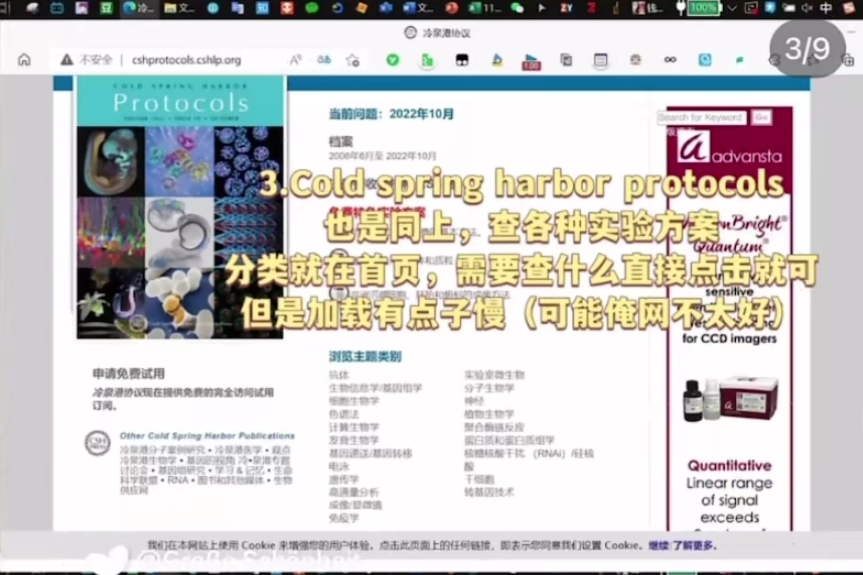 100%
中
冷泉港协议
3/9
不安全
cshprotocols.cshlp.org
1.00
COLD SPRING HARBOR
Protocols
当前问题：2022年10月
档案
2006年6月至 2022年10月
Search for Keyword
Go
advansta
3.Cold spring harbor protocols
也是同上，查各种实验方案
分类就在首页，需要查什么直接点击就可
但是加载有点子慢（可能俺网不太好）
Bright
Quantum
sensitive
for CCD imagers
申请免费试用
冷泉港协议现在提供免费的完全访问试用
订阅。
Other Cold Spring Harbor Publications
冷泉港分子案例研究 • 冷泉港医学 • 观点
冷泉港生物学 • 基因的视角 冷•泉港专题
讨论会 • 基因组研究 • 学习 & 记忆 • 生命
科学联盟 • RNA • 图书和其他媒体 • 生物
供应网
浏览主题类别
抗体
生物信息学/基因组学
细胞生物学
色谱法
计算生物学
发育生物学
基因递送/基因转移
电泳
遗传学
高通量分析
成像/显微镜
免疫学
实验室微生物
分子生物学
神经
植物生物学
聚合酶链反应
蛋白质和蛋白质组学
核糖核酸干扰 （RNAi）/硅核
酸
干细胞
转基因技术
Quantitative
Linear range
of signal
exceeds
我们在本网站上使用 Cookie 来增强您的用户体验。点击此页面上的任何链接，即表示您同意我们设置 Cookie。
继续 了解更多。
@Große Schönheit